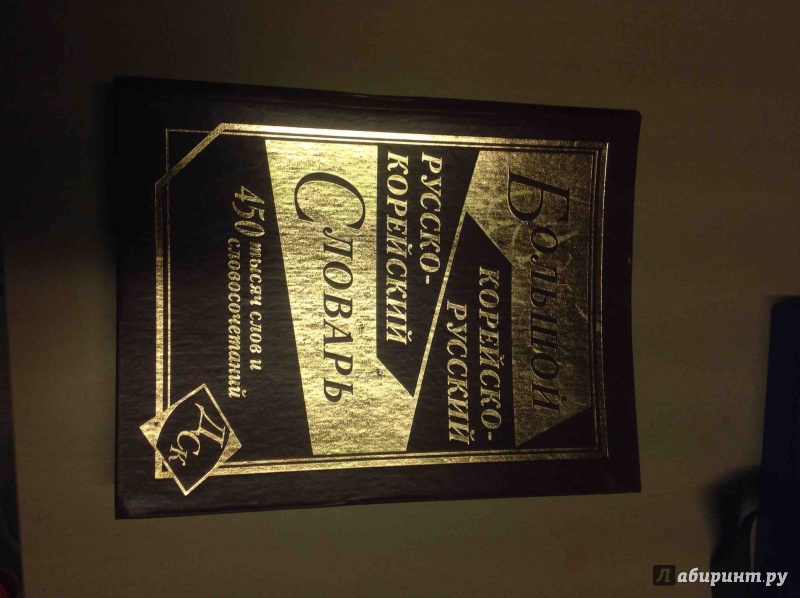 Большой
КОРЕЙСКО-
РУССКИЙ
РУССКО-
КОРЕЙСКИЙ
СЛОВАРЬ
450 тысяч слов и
словосочетаний
ДСК
Лабиринт.ру